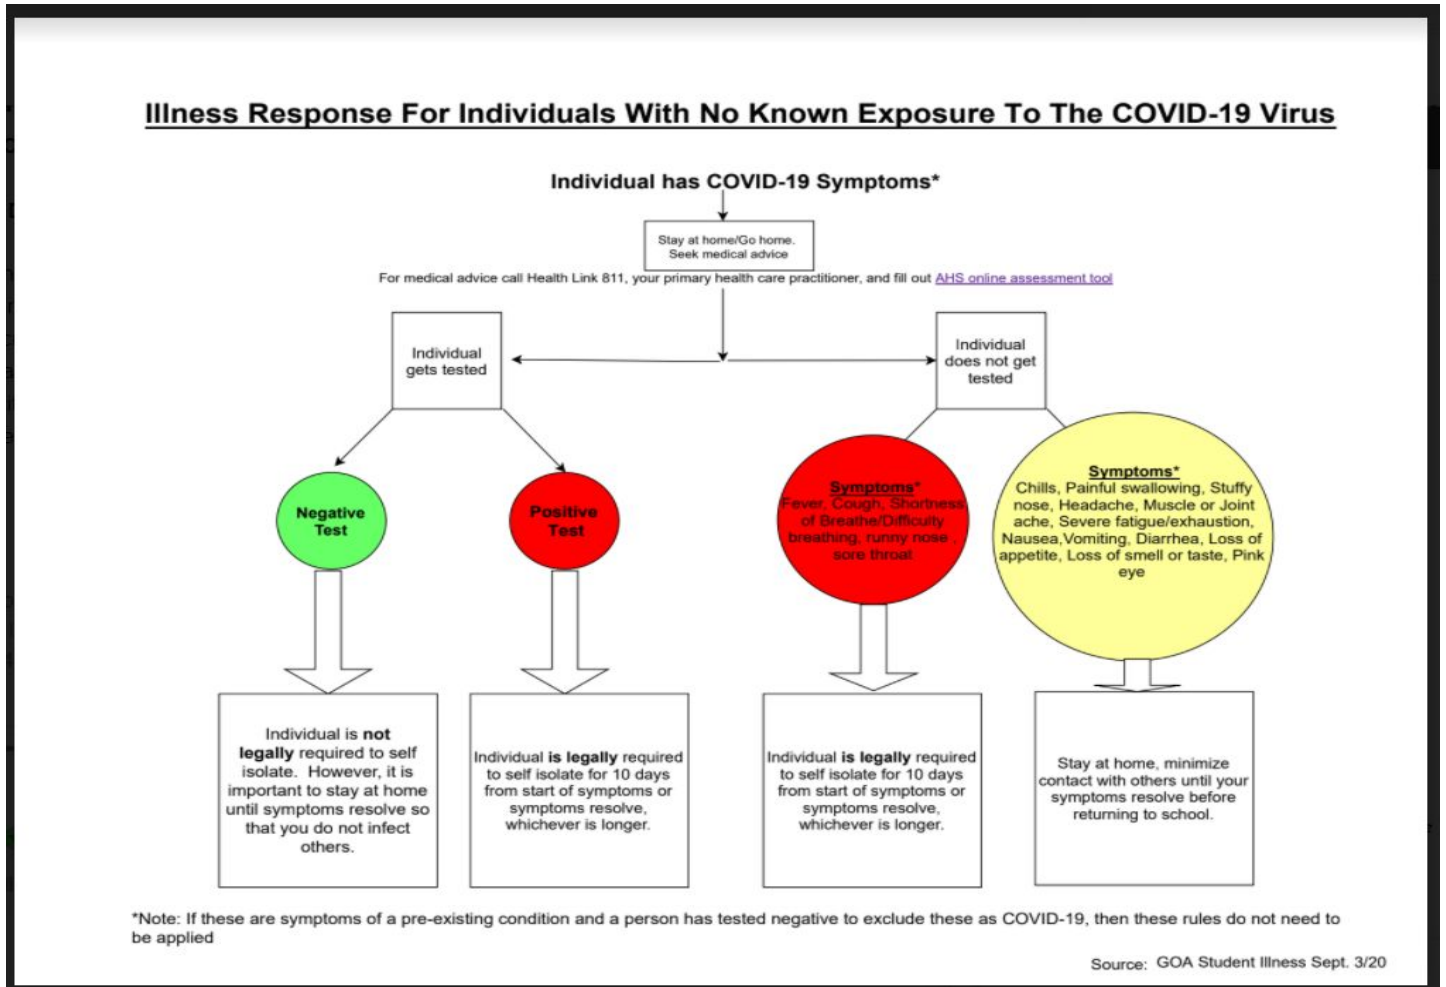 Illness Response For Individuals With No Known Exposure To The COVID-19 Virus
Individual has COVID-19 Symptoms*
Stay at home/Go home.
Seek medical advice
For medical advice call Health Link 811, your primary health care practitioner, and fill out AHS online assessment tool
Individual
gets tested
Individual
does not get
tested
Negative
Test
Positive
Test
Symptoms*
Fever, Cough, Shortness
of Breathe/Difficulty
breathing, runny nose ,
sore throat
Symptoms*
Chills, Painful swallowing, Stuffy
nose, Headache, Muscle or Joint
ache, Severe fatigue/exhaustion,
Nausea,Vomiting, Diarrhea, Loss of
appetite, Loss of smell or taste, Pink
eye
Individual is not
legally required to self
isolate. However, it is
important to stay at home
until symptoms resolve so
that you do not infect
others.
Individual is legally required
to self isolate for 10 days
from start of symptoms or
symptoms resolve,
whichever is longer.
Individual is legally required
to self isolate for 10 days
from start of symptoms or
symptoms resolve,
whichever is longer.
Stay at home, minimize
contact with others until your
symptoms resolve before
returning to school.
*Note: If these are symptoms of a pre-existing condition and a person has tested negative to exclude these as COVID-19, then these rules do not need to
be applied
Source: GOA Student Illness Sept. 3/20